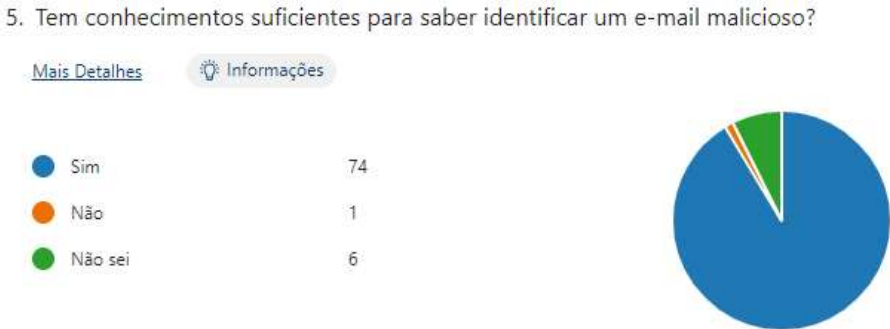 5. Tem conhecimentos suficientes para saber identificar um e-mail malicioso?
Mais Detalhes Informações
Sim 74
Não 1
Não sei 6